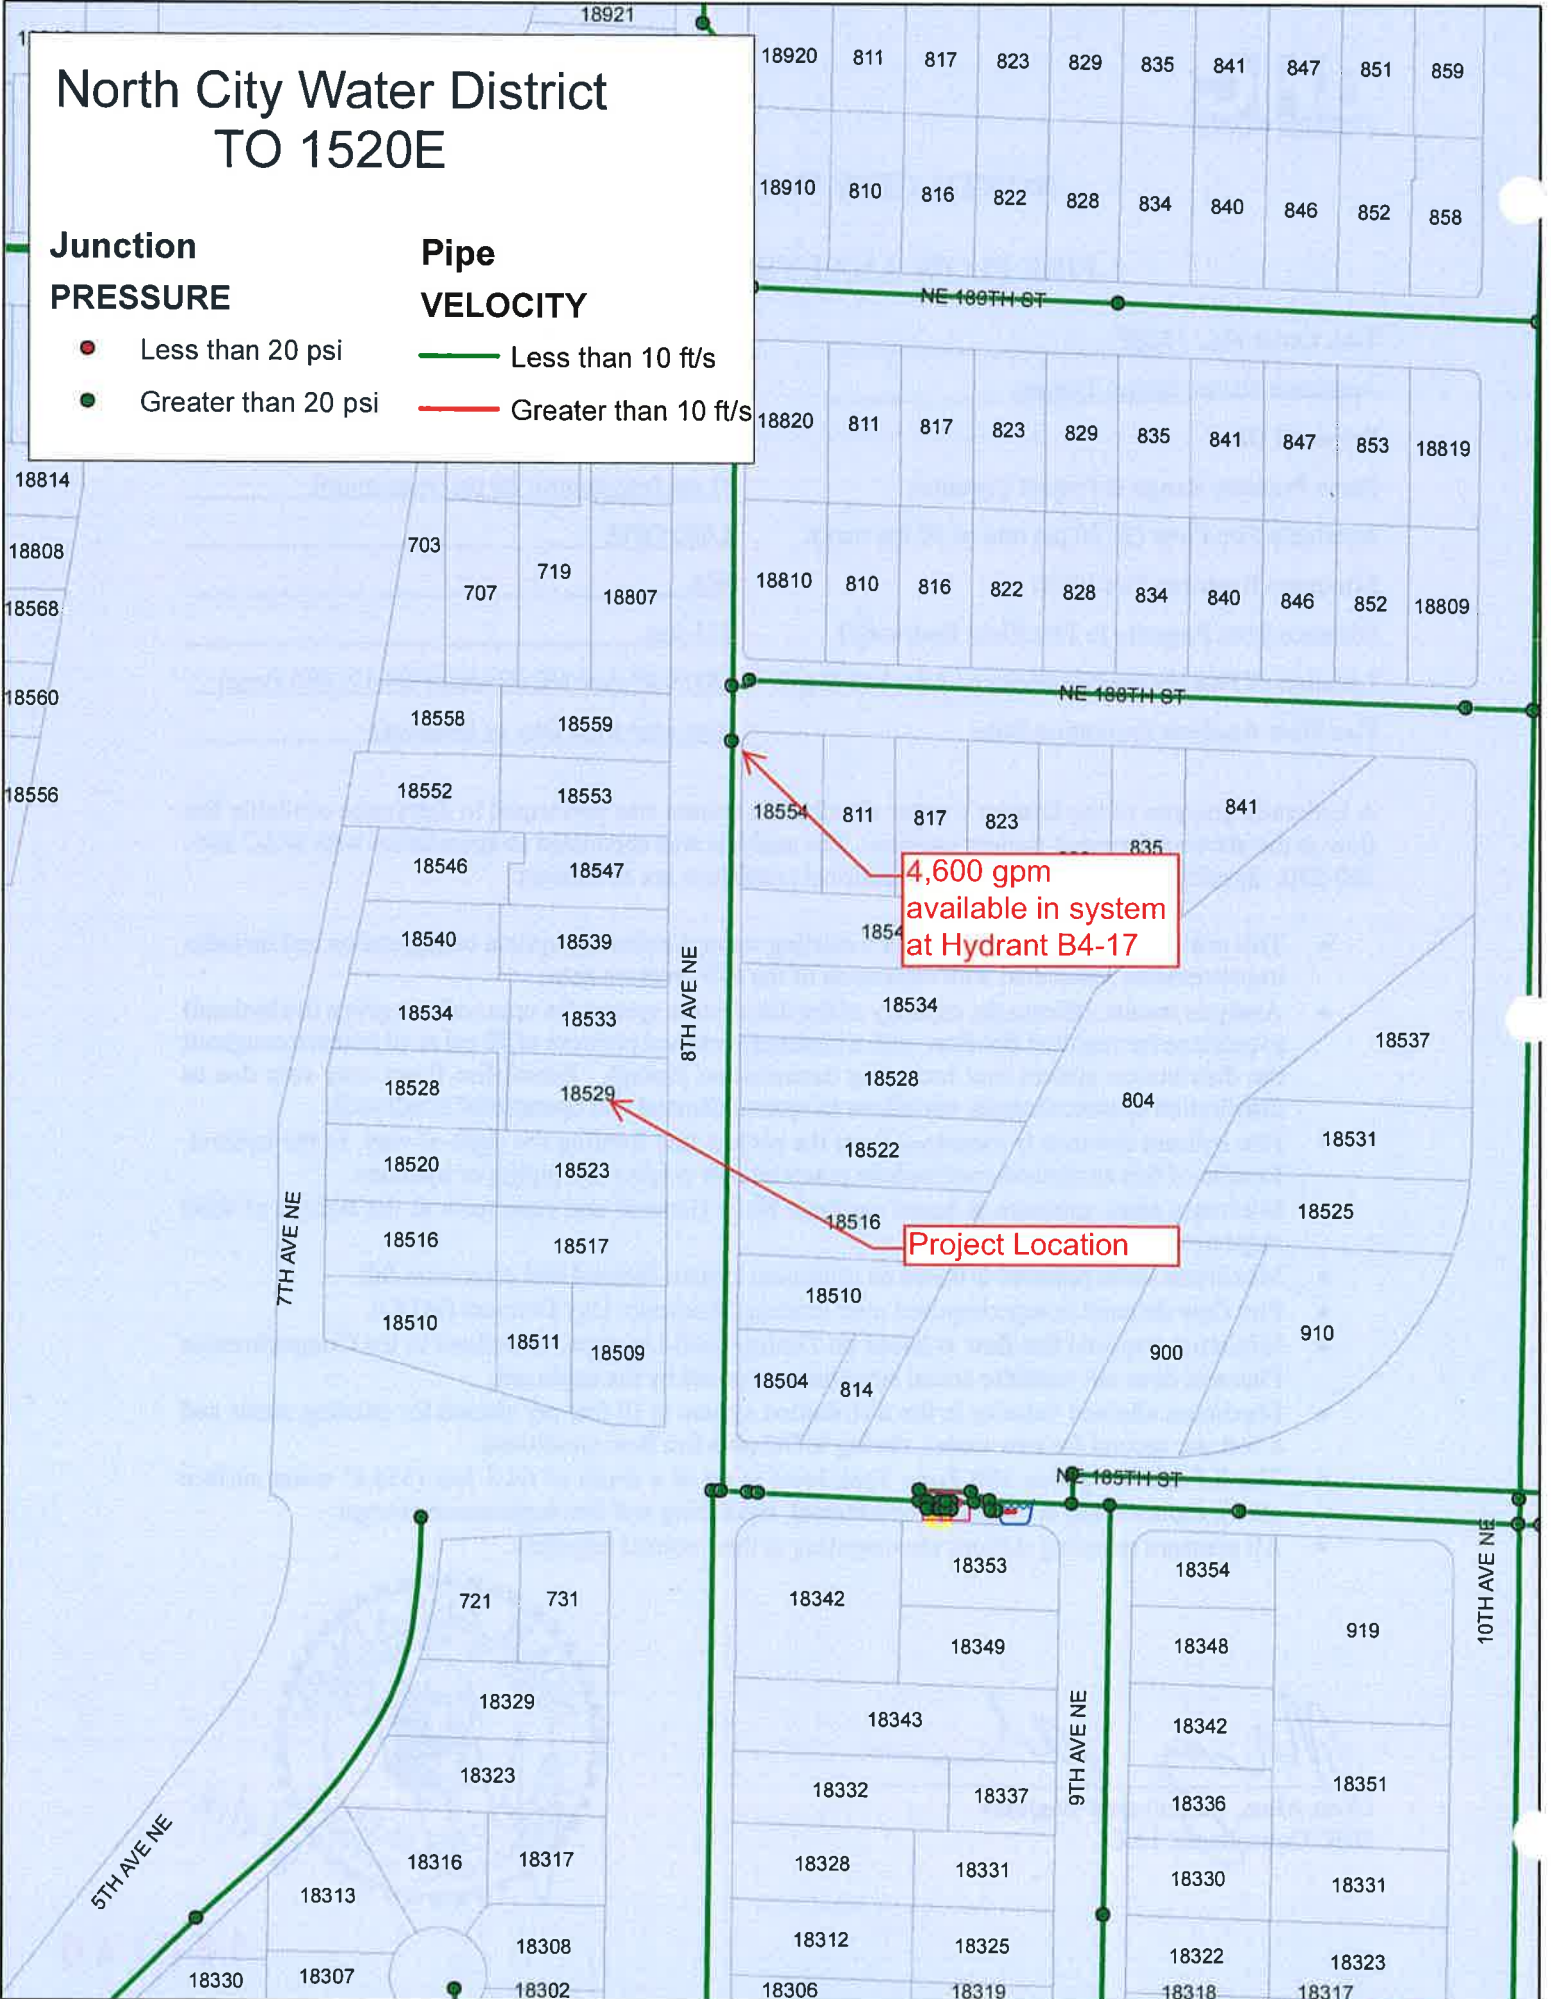 18921
North City Water District
TO 1520E
Junction
PRESSURE
Less than 20 psi
Greater than 20 psi
Pipe
VELOCITY
Less than 10 ft/s
Greater than 10 ft/s
18920 811 817 823 829 835 841 847 851 859
18910 810 816 822 828 834 840 846 852 858
NE 189TH ST
18820 811 817 823 829 835 841 847 853 18819
18814
18808
18568
18560
18556
703
707
719
18807
18810 810 816 822 828 834 840 846 852 18809
NE 188TH ST
18558 18559
18552 18553
18546 18547
18540 18539
18534 18533
18528 18529
18520 18523
18516 18517
18510 18511 18509
7TH AVE NE
8TH AVE NE
18554 811 817 823 835 841
4,600 gpm
available in system
at Hydrant B4-17
18534
18528
18522
18516
18510
18504 814
804
18537
18531
18525
910
900
Project Location
NE 185TH ST
10TH AVE NE
721 731
18329
18323
18316 18317
18313
18308
18330 18307 18302
5TH AVE NE
18342 18353
18349
18343
18332 18337
18328 18331
18312 18325
18306 18319
9TH AVE NE
18354
18348 919
18342
18336 18351
18330 18331
18322 18323
18318 18317